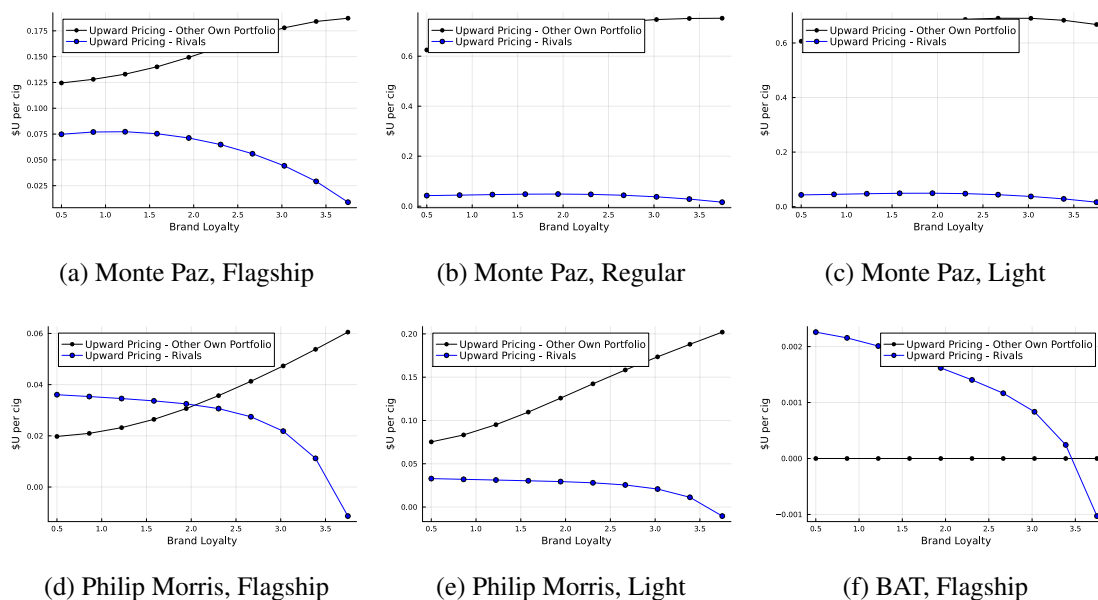 Upward Pricing - Other Own Portfolio
Upward Pricing - Rivals
$U per cig
0.175
0.150
0.125
0.100
0.075
0.050
0.025
0.5 1.0 1.5 2.0 2.5 3.0 3.5
Brand Loyalty
(a) Monte Paz, Flagship
Upward Pricing - Other Own Portfolio
Upward Pricing - Rivals
$U per cig
0.6
0.4
0.2
0.0
0.5 1.0 1.5 2.0 2.5 3.0 3.5
Brand Loyalty
(b) Monte Paz, Regular
Upward Pricing - Other Own Portfolio
Upward Pricing - Rivals
$U per cig
0.6
0.4
0.2
0.0
0.5 1.0 1.5 2.0 2.5 3.0 3.5
Brand Loyalty
(c) Monte Paz, Light
Upward Pricing - Other Own Portfolio
Upward Pricing - Rivals
$U per cig
0.06
0.04
0.02
0.00
0.5 1.0 1.5 2.0 2.5 3.0 3.5
Brand Loyalty
(d) Philip Morris, Flagship
Upward Pricing - Other Own Portfolio
Upward Pricing - Rivals
$U per cig
0.20
0.15
0.10
0.05
0.00
0.5 1.0 1.5 2.0 2.5 3.0 3.5
Brand Loyalty
(e) Philip Morris, Light
Upward Pricing - Other Own Portfolio
Upward Pricing - Rivals
$U per cig
0.002
0.001
0.000
−0.001
0.5 1.0 1.5 2.0 2.5 3.0 3.5
Brand Loyalty
(f) BAT, Flagship